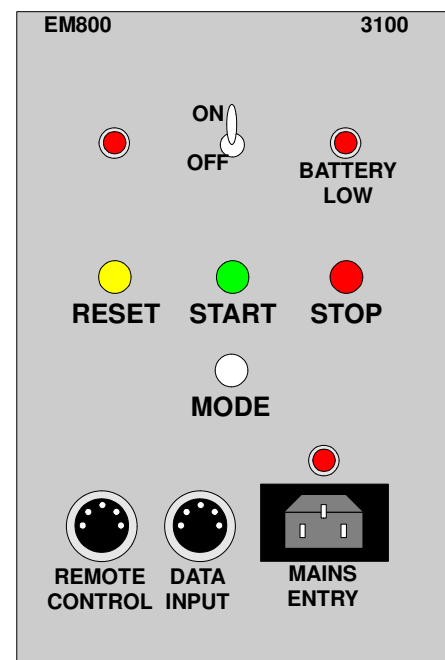 EM800 3100
ON
OFF
BATTERY
LOW
RESET START STOP
MODE
REMOTE
CONTROL
DATA
INPUT
MAINS
ENTRY